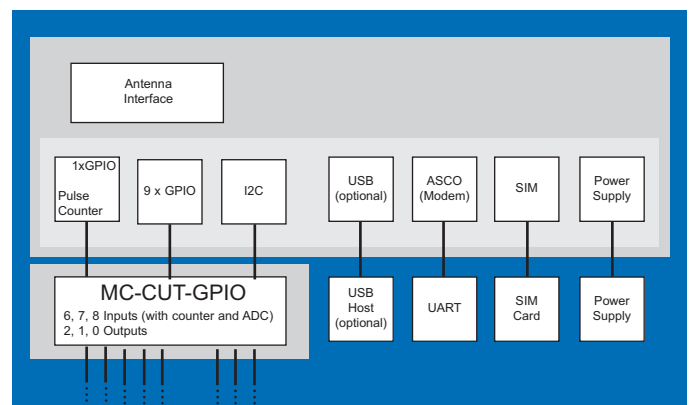 Antenna
Interface
1xGPIO
Pulse
Counter
9 x GPIO
I2C
USB
(optional)
ASCO
(Modem)
SIM
Power
Supply
MC-CUT-GPIO
6, 7, 8 Inputs (with counter and ADC)
2, 1, 0 Outputs
USB
Host
(optional)
UART
SIM
Card
Power
Supply